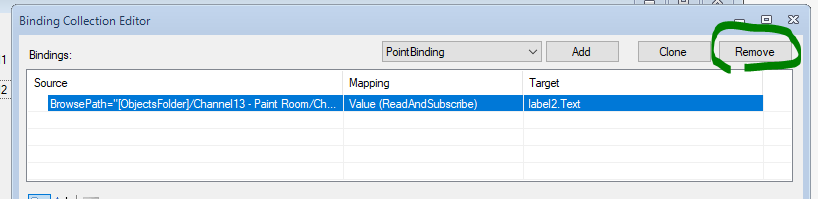 Binding Collection Editor
1
Bindings: PointBinding Add Clone Remove
Source Mapping Target
2
BrowsePath="[ObjectsFolder]/Channel13 - Paint Room/Ch... Value (ReadAndSubscribe) label2.Text